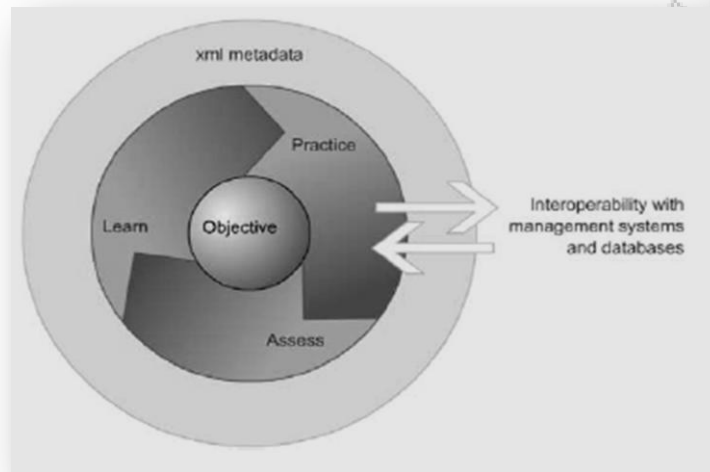 xml metadata
Practice
Learn
Objective
Assess
Interoperability with
management systems
and databases